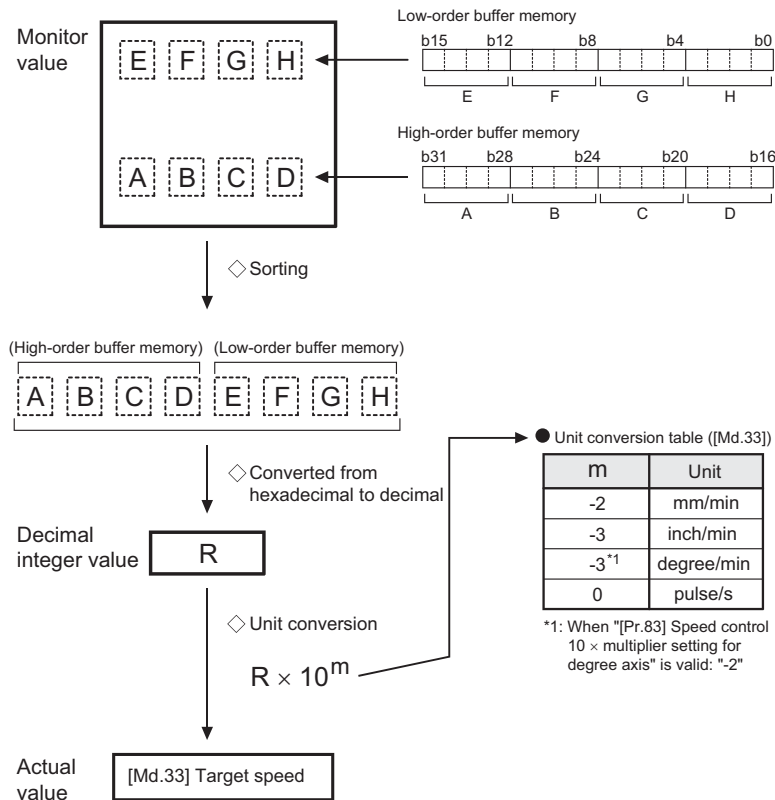 Monitor
value
E F G H
A B C D
Low-order buffer memory
b15 b12 b8 b4 b0
E F G H
High-order buffer memory
b31 b28 b24 b20 b16
A B C D
◇ Sorting
(High-order buffer memory) (Low-order buffer memory)
A B C D E F G H
◇ Converted from
hexadecimal to decimal
Decimal
integer value
R
◇ Unit conversion
R × 10^m
● Unit conversion table ([Md.33])
m Unit
-2 mm/min
-3 inch/min
-3*1 degree/min
0 pulse/s
*1: When "[Pr.83] Speed control
10 × multiplier setting for
degree axis" is valid: "-2"
Actual
value
[Md.33] Target speed